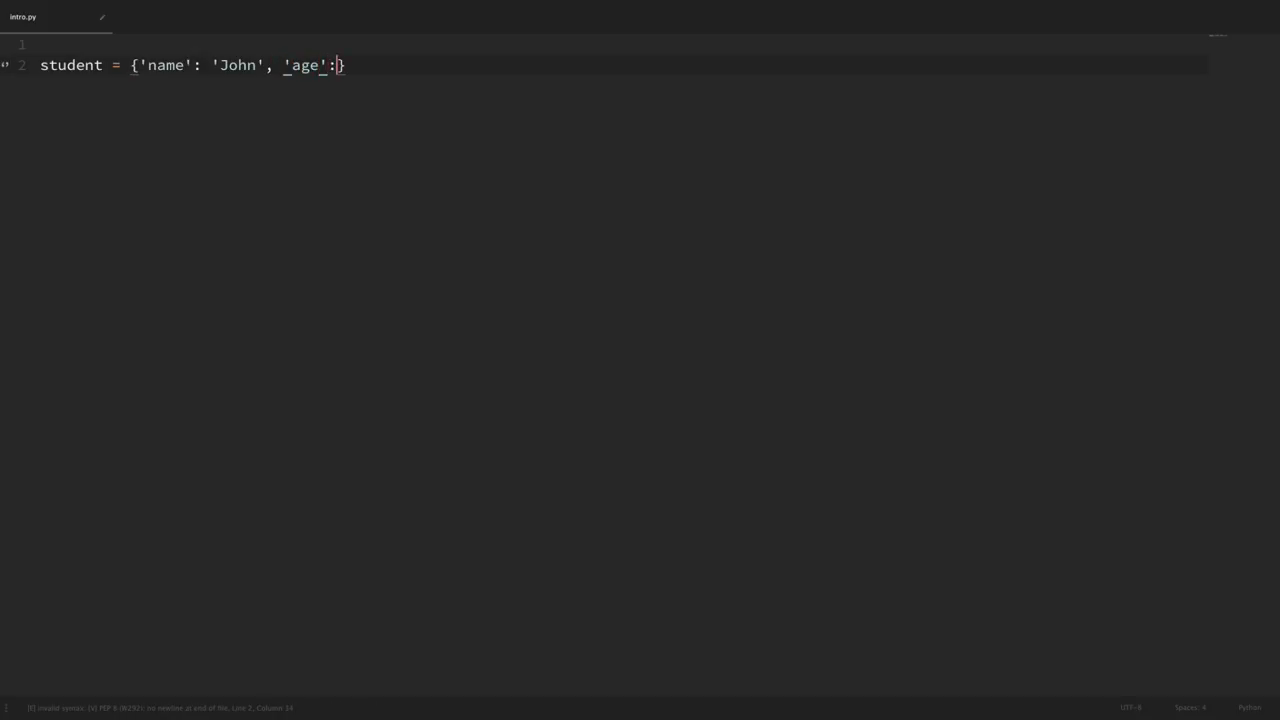 intro.py
1
2 student = {'name': 'John', 'age':}
[E] invalid syntax; [V] PEP 8 (W292): no newline at end of file, Line 2, Column 34
UTF-8 Spaces: 4 Python